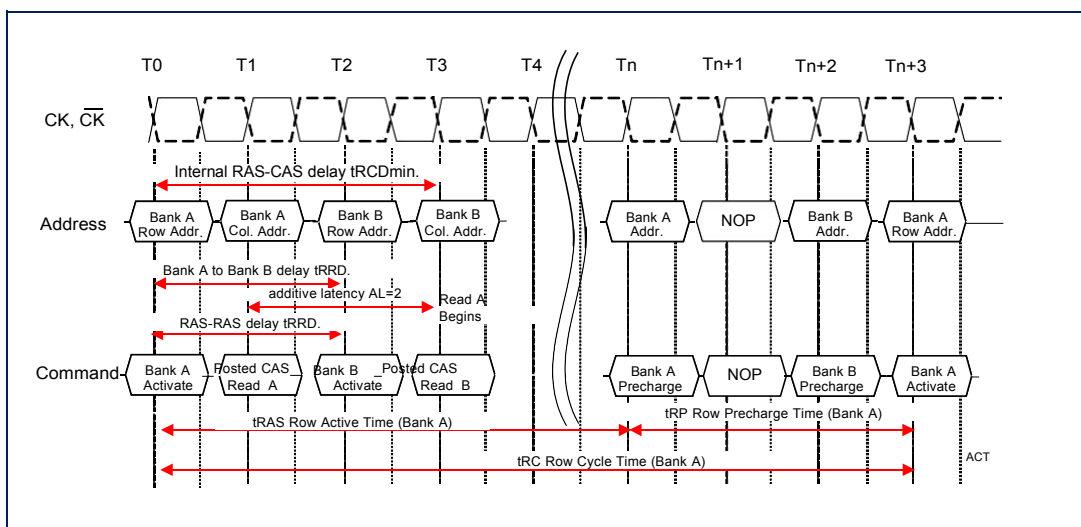 T0 T1 T2 T3 T4 Tn Tn+1 Tn+2 Tn+3
CK, CK
Internal RAS-CAS delay tRCDmin.
Address
Bank A
Row Addr.
Bank A
Col. Addr.
Bank B
Row Addr.
Bank B
Col. Addr.
Bank A
Addr.
NOP
Bank B
Addr.
Bank A
Row Addr.
Bank A to Bank B delay tRRD.
additive latency AL=2
Read A
Begins
RAS-RAS delay tRRD.
Command
Bank A
Activate
Posted CAS
Read A
Bank B
Activate
Posted CAS
Read B
Bank A
Precharge
NOP
Bank B
Precharge
Bank A
Activate
tRAS Row Active Time (Bank A)
tRP Row Precharge Time (Bank A)
tRC Row Cycle Time (Bank A)
ACT